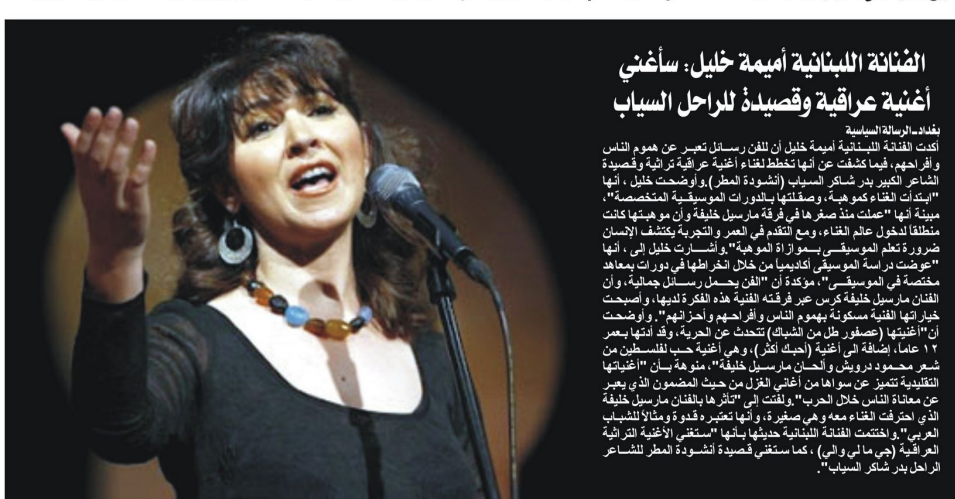 الفنانة اللبنانية أميمة خليل: سأغني
أغنية عراقية وقصيدة للراحل السياب
بغداد-الرسالة السياسية
أكدت الفنانة اللبـنـانية أميمة خليل أن للفن رسـائل تعبـر عن هموم الناس
وأفراحهم، فيما كشفت عن أنها تخطط لغناء أغنية عراقية تراثية وقصيدة
الشاعر الكبير بدر شاكر السياب (أنشودة المطر).وأوضحت خليل ، أنها
"ابتدأت الغناء كموهبة، وصقلتها بالدورات الموسيقية المتخصصة"،
مبينة أنها "عملت منذ صغرها في فرقة مارسيل خليفة وأن موهبتها كانت
منطلقاً لدخول عالم الغناء، ومع التقدم في العمر والتجربة يكتشف الإنسان
ضرورة تعلم الموسيقى بـموازاة الموهبة".وأشـارت خليل إلى ، أنها
"عوضت دراسة الموسيقى أكاديمياً من خلال انخراطها في دورات بمعاهد
مختصة في الموسيقى"، مؤكدة أن "الفن يحمل رسـائل جمالية، وأن
الفنان مارسيل خليفة كرس عبر فرقته الفنية هذه الفكرة لديها، وأصبحت
خياراتها الفنية مسكونة بهموم الناس وأفراحهم وأحزانهم". وأوضحت
أن"أغنيتها (عصفور طل من الشباك) تتحدث عن الحرية، وقد أدتها بعمر
١٢ عاماً، إضافة الى أغنية (أحبك أكثر)، وهي أغنية حب لفلسطين من
شعر محمود درويش وألحان مارسيل خليفة"، منوهة بأن "أغنياتها
التقليدية تتميز عن سواها من أغاني الغزل من حيث المضمون الذي يعبر
عن معاناة الناس خلال الحرب".ولفتت إلى "تأثرها بالفنان مارسيل خليفة
الذي احترفت الغناء معه وهي صغيرة، وأنها تعتبره قدوة ومثالاً للشباب
العربي".واختتمت الفنانة اللبنانية حديثها بأنها "ستغني الأغنية التراثية
العراقية (جي مالي والي) ، كما ستغني قصيدة أنشودة المطر للشاعر
الراحل بدر شاكر السياب".